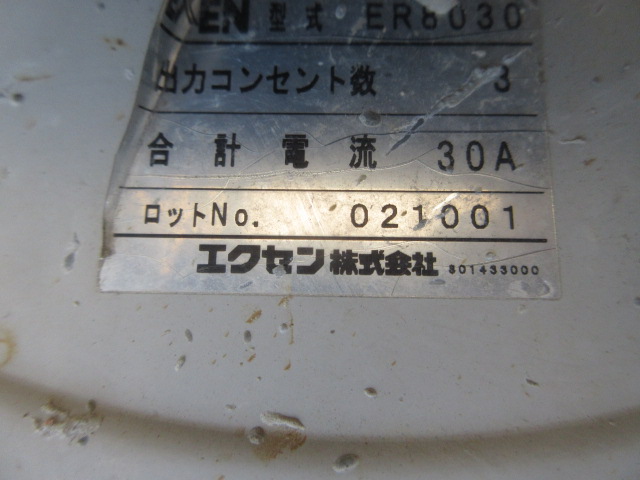 EN 型式 ER8030
出力コンセント数 3
合計電流 30A
ロットNo. 021001
エクセン株式会社 801433000